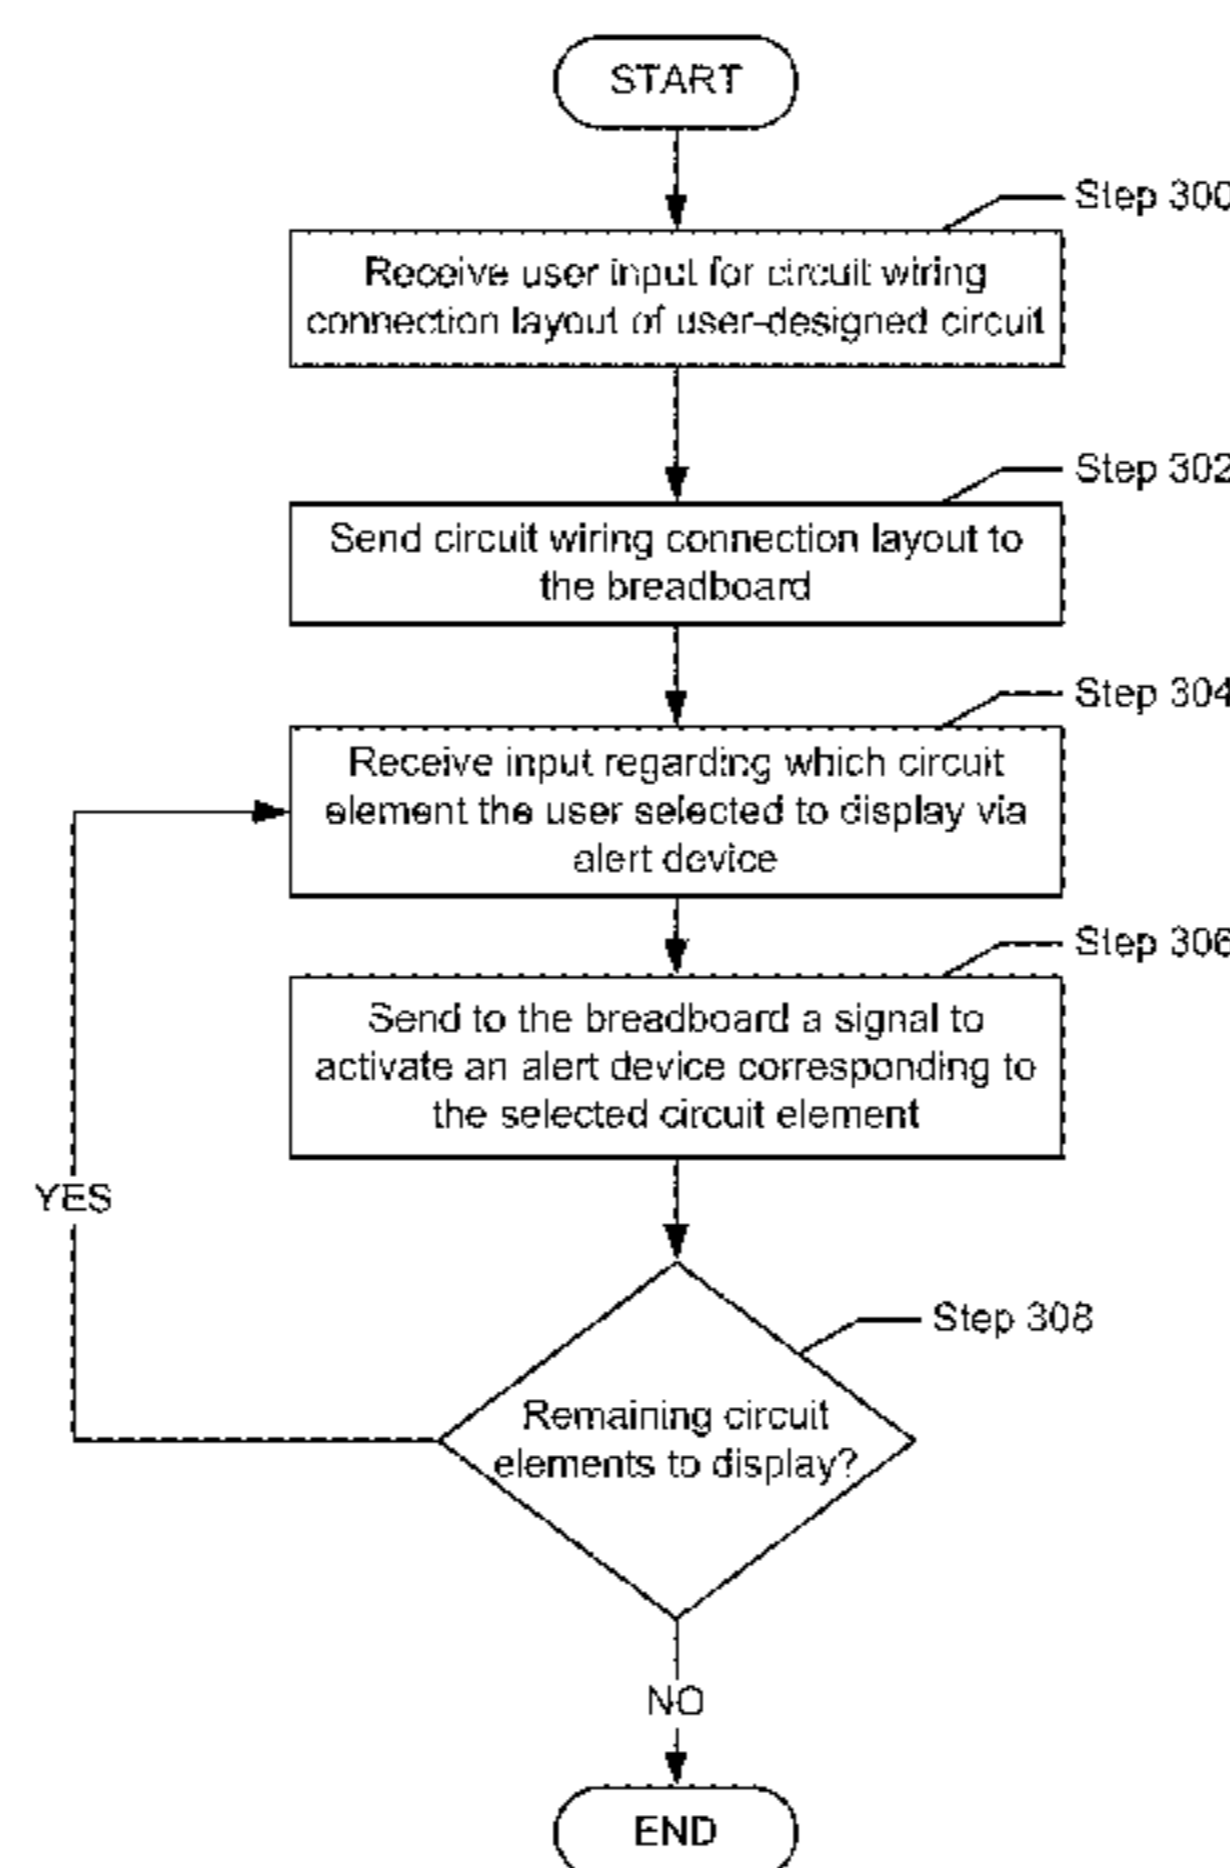 START
Step 300
Receive user input for circuit wiring
connection layout of user-designed circuit
Step 302
Send circuit wiring connection layout to
the breadboard
Step 304
Receive input regarding which circuit
element the user selected to display via
alert device
Step 306
Send to the breadboard a signal to
activate an alert device corresponding to
the selected circuit element
YES
Step 308
Remaining circuit
elements to display?
NO
END